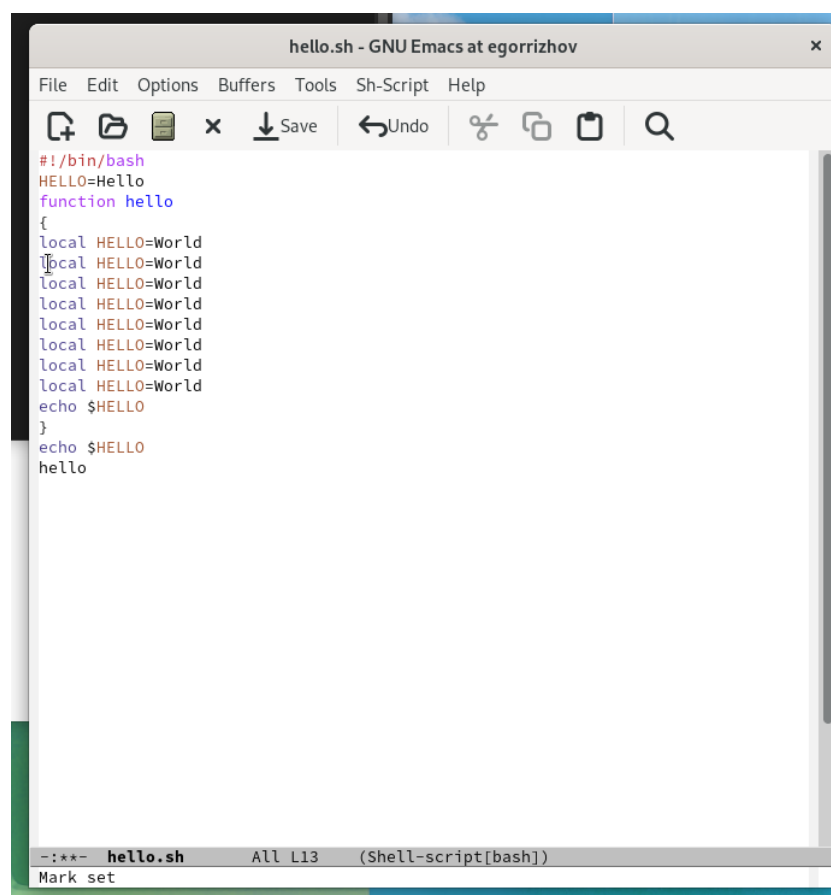 hello.sh - GNU Emacs at egorrizhov
File Edit Options Buffers Tools Sh-Script Help
Save Undo
#!/bin/bash
HELLO=Hello
function hello
{
local HELLO=World
local HELLO=World
local HELLO=World
local HELLO=World
local HELLO=World
local HELLO=World
local HELLO=World
local HELLO=World
echo $HELLO
}
echo $HELLO
hello
-:**- hello.sh All L13 (Shell-script[bash])
Mark set